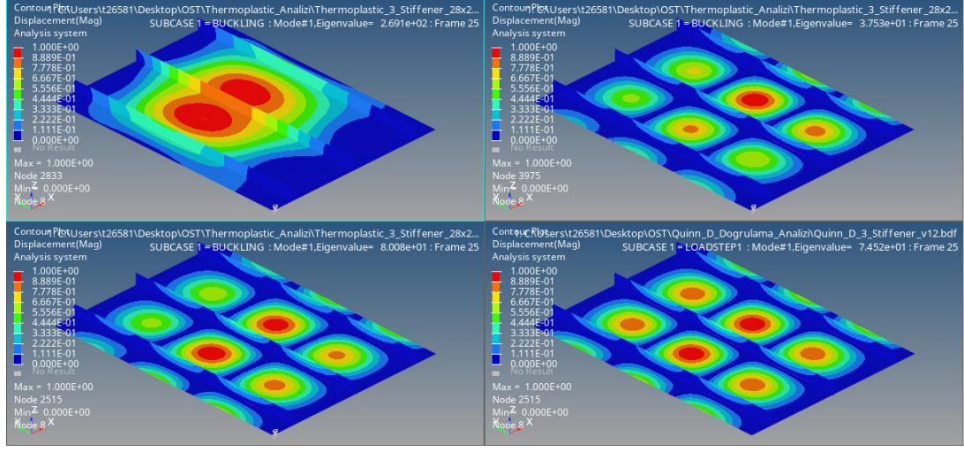 Contour Plot
1: C:\Users\t26581\Desktop\OST\Thermoplastic_Analizi\Thermoplastic_3_Stiffener_28x2...
Displacement(Mag)
SUBCASE 1 = BUCKLING : Mode#1,Eigenvalue= 2.691e+02 : Frame 25
Analysis system
1.000E+00
8.889E-01
7.778E-01
6.667E-01
5.556E-01
4.444E-01
3.333E-01
2.222E-01
1.111E-01
0.000E+00
No Result
Max = 1.000E+00
Node 2833
Min = 0.000E+00
Node 8
Z
Y
X
Contour Plot
1: C:\Users\t26581\Desktop\OST\Thermoplastic_Analizi\Thermoplastic_3_Stiffener_28x2...
Displacement(Mag)
SUBCASE 1 = BUCKLING : Mode#1,Eigenvalue= 3.753e+01 : Frame 25
Analysis system
1.000E+00
8.889E-01
7.778E-01
6.667E-01
5.556E-01
4.444E-01
3.333E-01
2.222E-01
1.111E-01
0.000E+00
No Result
Max = 1.000E+00
Node 3975
Min = 0.000E+00
Node 8
Z
Y
X
Contour Plot
1: C:\Users\t26581\Desktop\OST\Thermoplastic_Analizi\Thermoplastic_3_Stiffener_28x2...
Displacement(Mag)
SUBCASE 1 = BUCKLING : Mode#1,Eigenvalue= 8.008e+01 : Frame 25
Analysis system
1.000E+00
8.889E-01
7.778E-01
6.667E-01
5.556E-01
4.444E-01
3.333E-01
2.222E-01
1.111E-01
0.000E+00
No Result
Max = 1.000E+00
Node 2515
Min = 0.000E+00
Node 8
Z
Y
X
Contour Plot
1: C:\Users\t26581\Desktop\OST\Quinn_D_Dogrulama_Analizi\Quinn_D_3_Stiffener_v12.bdf
Displacement(Mag)
SUBCASE 1 = LOADSTEP1 : Mode#1,Eigenvalue= 7.452e+01 : Frame 25
Analysis system
1.000E+00
8.889E-01
7.778E-01
6.667E-01
5.556E-01
4.444E-01
3.333E-01
2.222E-01
1.111E-01
0.000E+00
No Result
Max = 1.000E+00
Node 2515
Min = 0.000E+00
Node 8
Z
Y
X